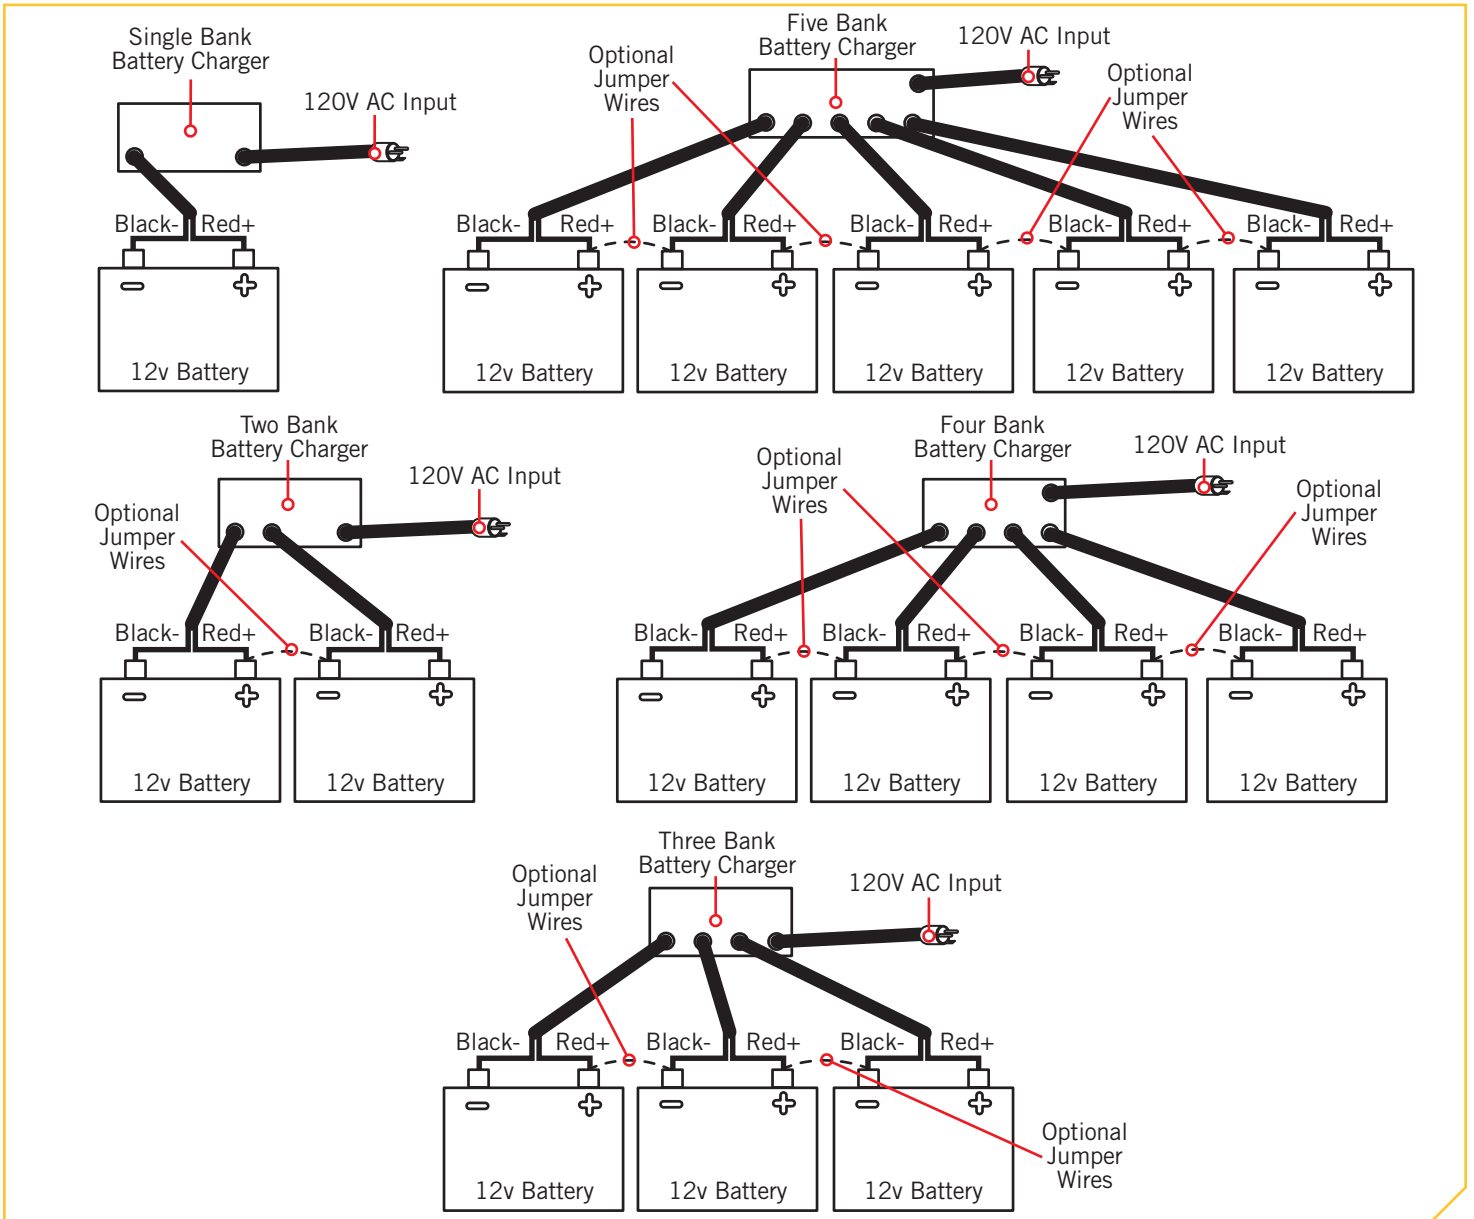 Single Bank
Battery Charger
120V AC Input
Black-
Red+
12v Battery
Five Bank
Battery Charger
120V AC Input
Optional
Jumper
Wires
Optional
Jumper
Wires
Black-
Red+
Black-
Red+
Black-
Red+
Black-
Red+
Black-
Red+
12v Battery
12v Battery
12v Battery
12v Battery
12v Battery
Two Bank
Battery Charger
120V AC Input
Optional
Jumper
Wires
Black-
Red+
Black-
Red+
12v Battery
12v Battery
Four Bank
Battery Charger
120V AC Input
Optional
Jumper
Wires
Optional
Jumper
Wires
Black-
Red+
Black-
Red+
Black-
Red+
Black-
Red+
12v Battery
12v Battery
12v Battery
12v Battery
Three Bank
Battery Charger
120V AC Input
Optional
Jumper
Wires
Black-
Red+
Black-
Red+
Black-
Red+
12v Battery
12v Battery
12v Battery
Optional
Jumper
Wires